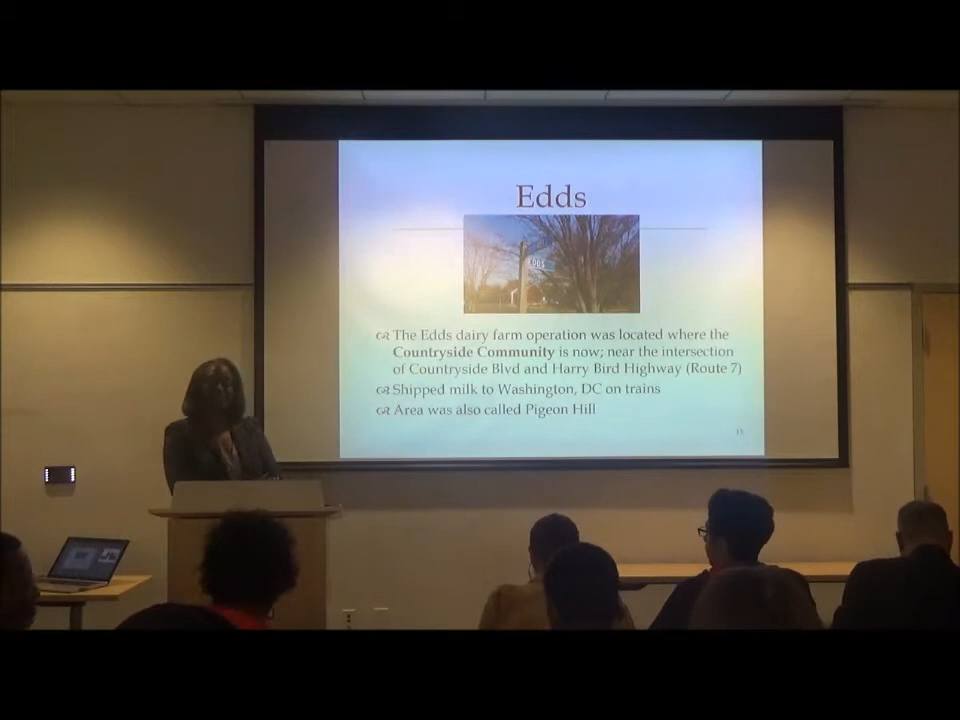 Edds
EDDS
The Edds dairy farm operation was located where the
Countryside Community is now; near the intersection
of Countryside Blvd and Harry Bird Highway (Route 7)
Shipped milk to Washington, DC on trains
Area was also called Pigeon Hill